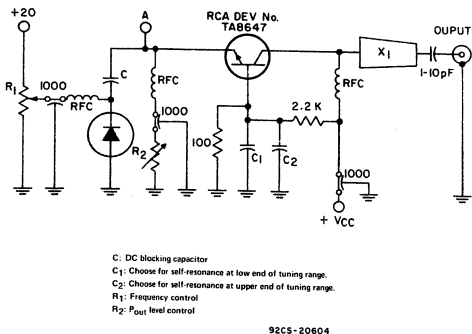 +20
A
RCA DEV No.
TA8647
OUPUT
X1
1-10pF
C
RFC
R1
1000
RFC
1000
R2
100
C1
C2
2.2 K
RFC
1000
+ VCC
C: DC blocking capacitor
C1: Choose for self-resonance at low end of tuning range.
C2: Choose for self-resonance at upper end of tuning range.
R1: Frequency control
R2: Pout level control
92CS-20604